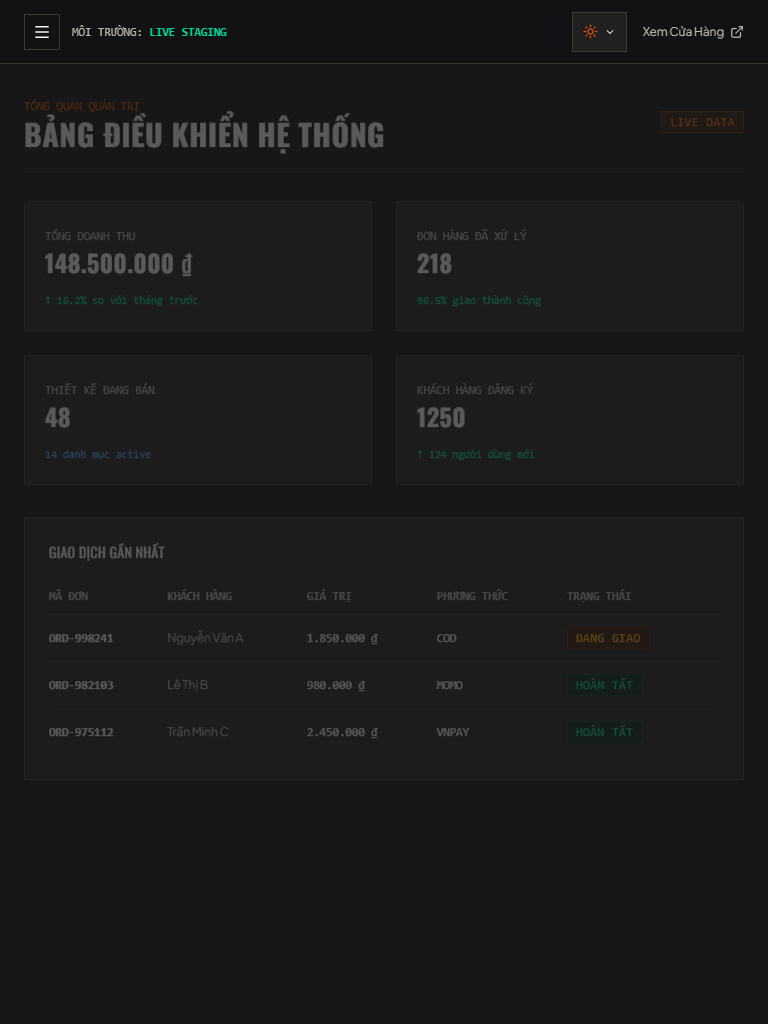 MÔI TRƯỜNG: LIVE STAGING
Xem Cửa Hàng
TỔNG QUAN QUẢN TRỊ
BẢNG ĐIỀU KHIỂN HỆ THỐNG
LIVE DATA
TỔNG DOANH THU
148.500.000 ₫
↑ 18.2% so với tháng trước
ĐƠN HÀNG ĐÃ XỬ LÝ
218
98.5% giao thành công
THIẾT KẾ ĐANG BÁN
48
14 danh mục active
KHÁCH HÀNG ĐĂNG KÝ
1250
↑ 124 người dùng mới
GIAO DỊCH GẦN NHẤT
MÃ ĐƠN KHÁCH HÀNG GIÁ TRỊ PHƯƠNG THỨC TRẠNG THÁI
ORD-998241 Nguyễn Văn A 1.850.000 ₫ COD ĐANG GIAO
ORD-982103 Lê Thị B 980.000 ₫ MOMO HOÀN TẤT
ORD-975112 Trần Minh C 2.450.000 ₫ VNPAY HOÀN TẤT